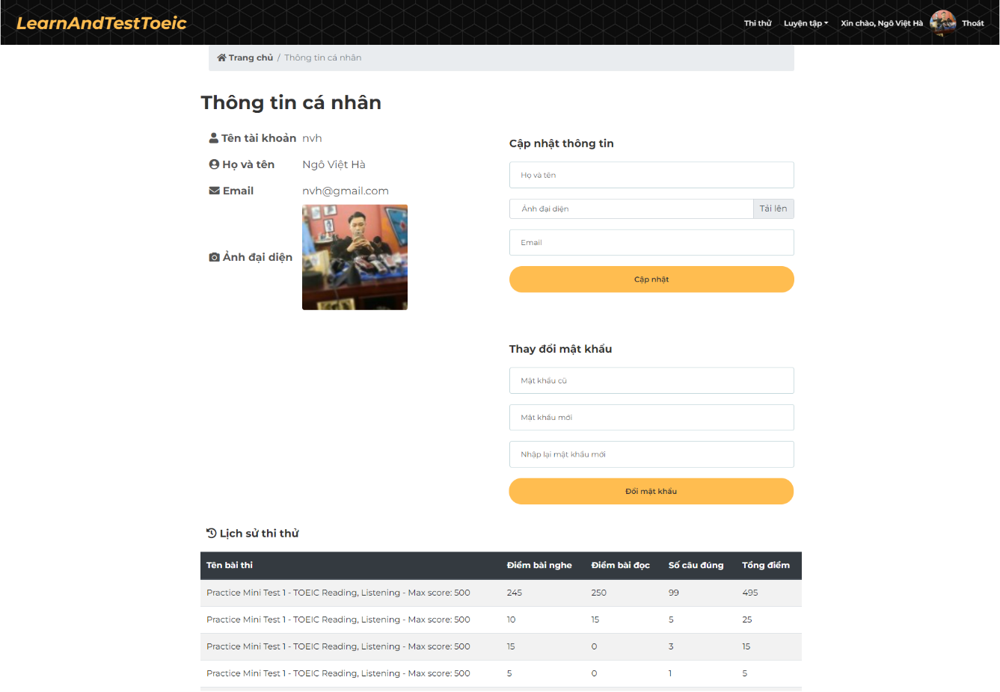 LearnAndTestToeic
Thi thử Luyện tập Xin chào, Ngô Việt Hà Thoát
Trang chủ / Thông tin cá nhân
Thông tin cá nhân
Tên tài khoản nvh
Họ và tên Ngô Việt Hà
Email nvh@gmail.com
Ảnh đại diện
Cập nhật thông tin
Họ và tên
Ảnh đại diện Tải lên
Email
Cập nhật
Thay đổi mật khẩu
Mật khẩu cũ
Mật khẩu mới
Nhập lại mật khẩu mới
Đổi mật khẩu
Lịch sử thi thử
Tên bài thi Điểm bài nghe Điểm bài đọc Số câu đúng Tổng điểm
Practice Mini Test 1 - TOEIC Reading, Listening - Max score: 500 245 250 99 495
Practice Mini Test 1 - TOEIC Reading, Listening - Max score: 500 10 15 5 25
Practice Mini Test 1 - TOEIC Reading, Listening - Max score: 500 15 0 3 15
Practice Mini Test 1 - TOEIC Reading, Listening - Max score: 500 5 0 1 5